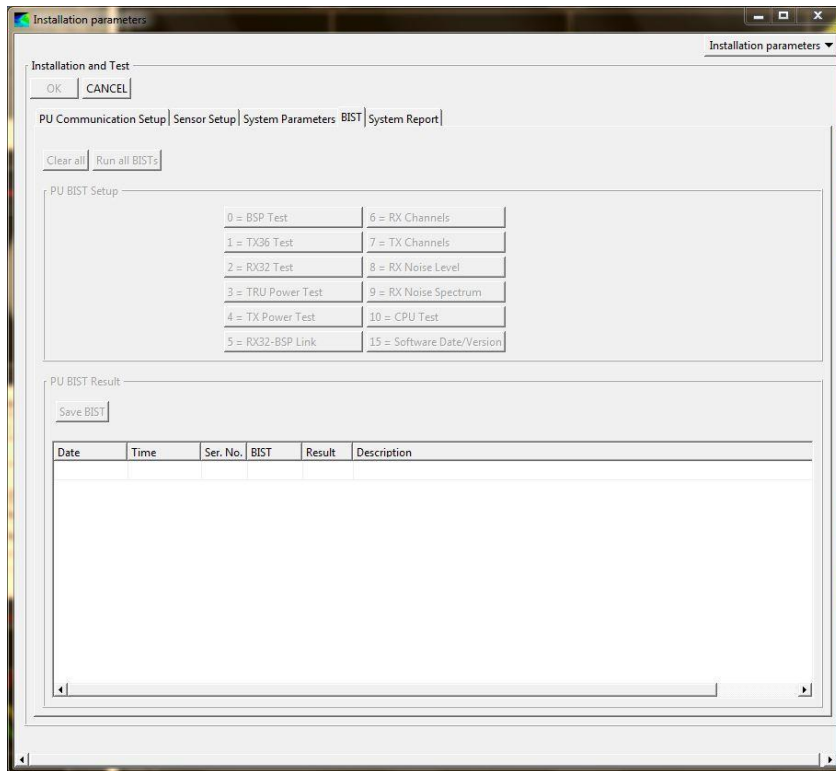 Installation parameters
Installation parameters
Installation and Test
OK CANCEL
PU Communication Setup Sensor Setup System Parameters BIST System Report
Clear all Run all BISTs
PU BIST Setup
0 = BSP Test 6 = RX Channels
1 = TX36 Test 7 = TX Channels
2 = RX32 Test 8 = RX Noise Level
3 = TRU Power Test 9 = RX Noise Spectrum
4 = TX Power Test 10 = CPU Test
5 = RX32-BSP Link 15 = Software Date/Version
PU BIST Result
Save BIST
Date Time Ser. No. BIST Result Description